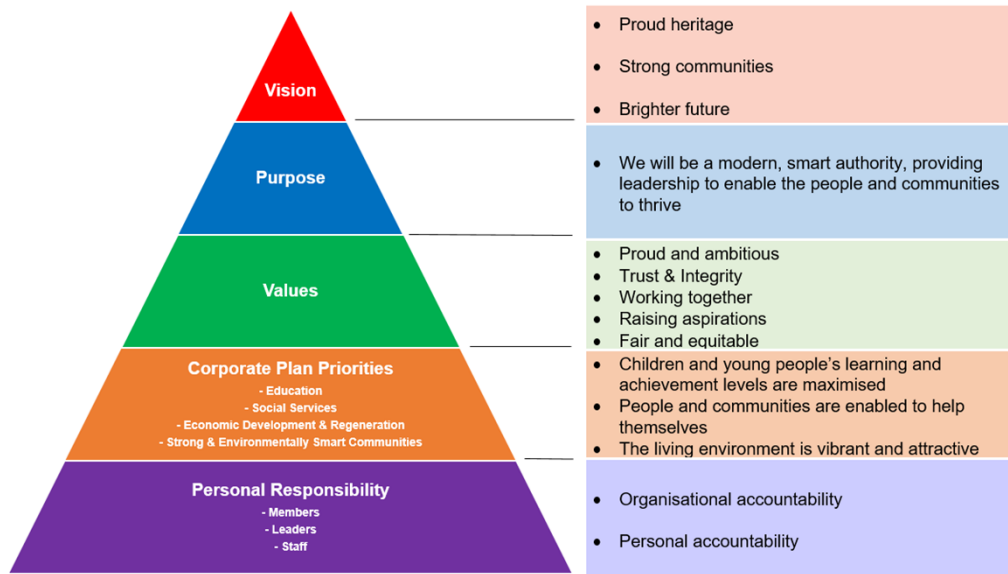 Vision
• Proud heritage
• Strong communities
• Brighter future
Purpose
• We will be a modern, smart authority, providing
leadership to enable the people and communities
to thrive
Values
• Proud and ambitious
• Trust & Integrity
• Working together
• Raising aspirations
• Fair and equitable
Corporate Plan Priorities
- Education
- Social Services
- Economic Development & Regeneration
- Strong & Environmentally Smart Communities
• Children and young people’s learning and
achievement levels are maximised
• People and communities are enabled to help
themselves
• The living environment is vibrant and attractive
Personal Responsibility
- Members
- Leaders
- Staff
• Organisational accountability
• Personal accountability